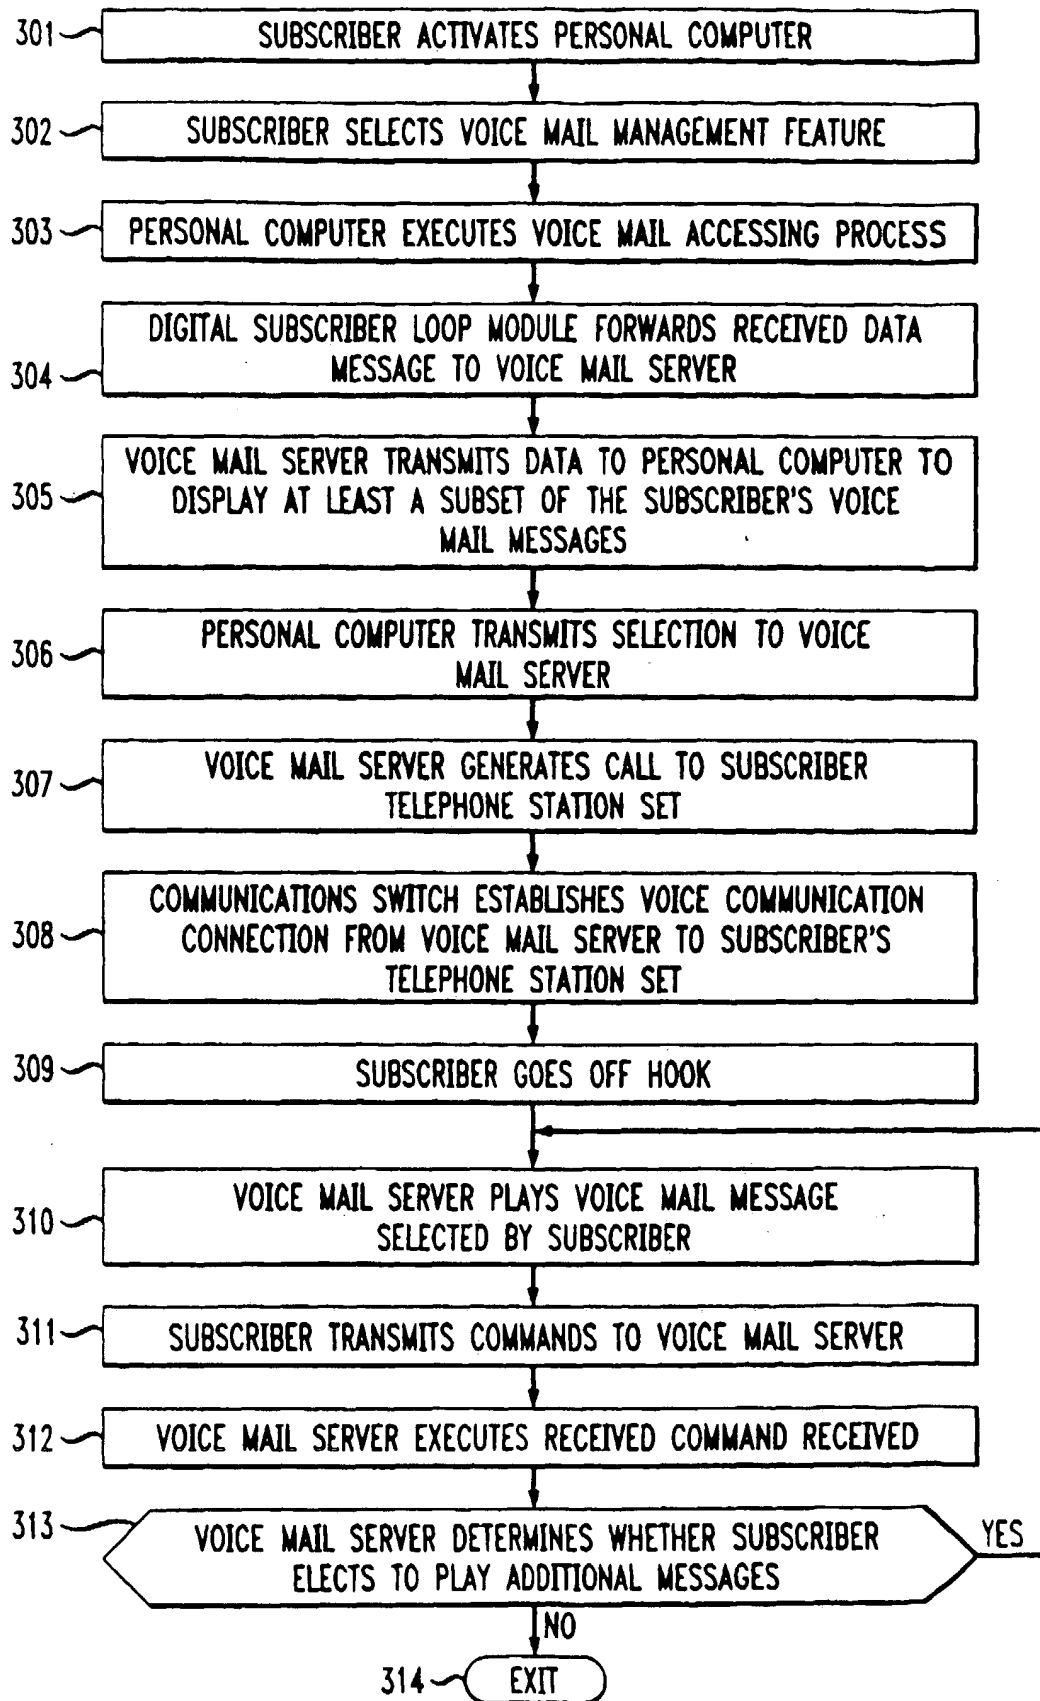 301 SUBSCRIBER ACTIVATES PERSONAL COMPUTER
302 SUBSCRIBER SELECTS VOICE MAIL MANAGEMENT FEATURE
303 PERSONAL COMPUTER EXECUTES VOICE MAIL ACCESSING PROCESS
DIGITAL SUBSCRIBER LOOP MODULE FORWARDS RECEIVED DATA
304 MESSAGE TO VOICE MAIL SERVER
VOICE MAIL SERVER TRANSMITS DATA TO PERSONAL COMPUTER TO
305 DISPLAY AT LEAST A SUBSET OF THE SUBSCRIBER'S VOICE
MAIL MESSAGES
PERSONAL COMPUTER TRANSMITS SELECTION TO VOICE
306 MAIL SERVER
VOICE MAIL SERVER GENERATES CALL TO SUBSCRIBER
307 TELEPHONE STATION SET
COMMUNICATIONS SWITCH ESTABLISHES VOICE COMMUNICATION
308 CONNECTION FROM VOICE MAIL SERVER TO SUBSCRIBER'S
TELEPHONE STATION SET
309 SUBSCRIBER GOES OFF HOOK
VOICE MAIL SERVER PLAYS VOICE MAIL MESSAGE
310 SELECTED BY SUBSCRIBER
311 SUBSCRIBER TRANSMITS COMMANDS TO VOICE MAIL SERVER
312 VOICE MAIL SERVER EXECUTES RECEIVED COMMAND RECEIVED
313 VOICE MAIL SERVER DETERMINES WHETHER SUBSCRIBER YES
ELECTS TO PLAY ADDITIONAL MESSAGES
NO
314 EXIT